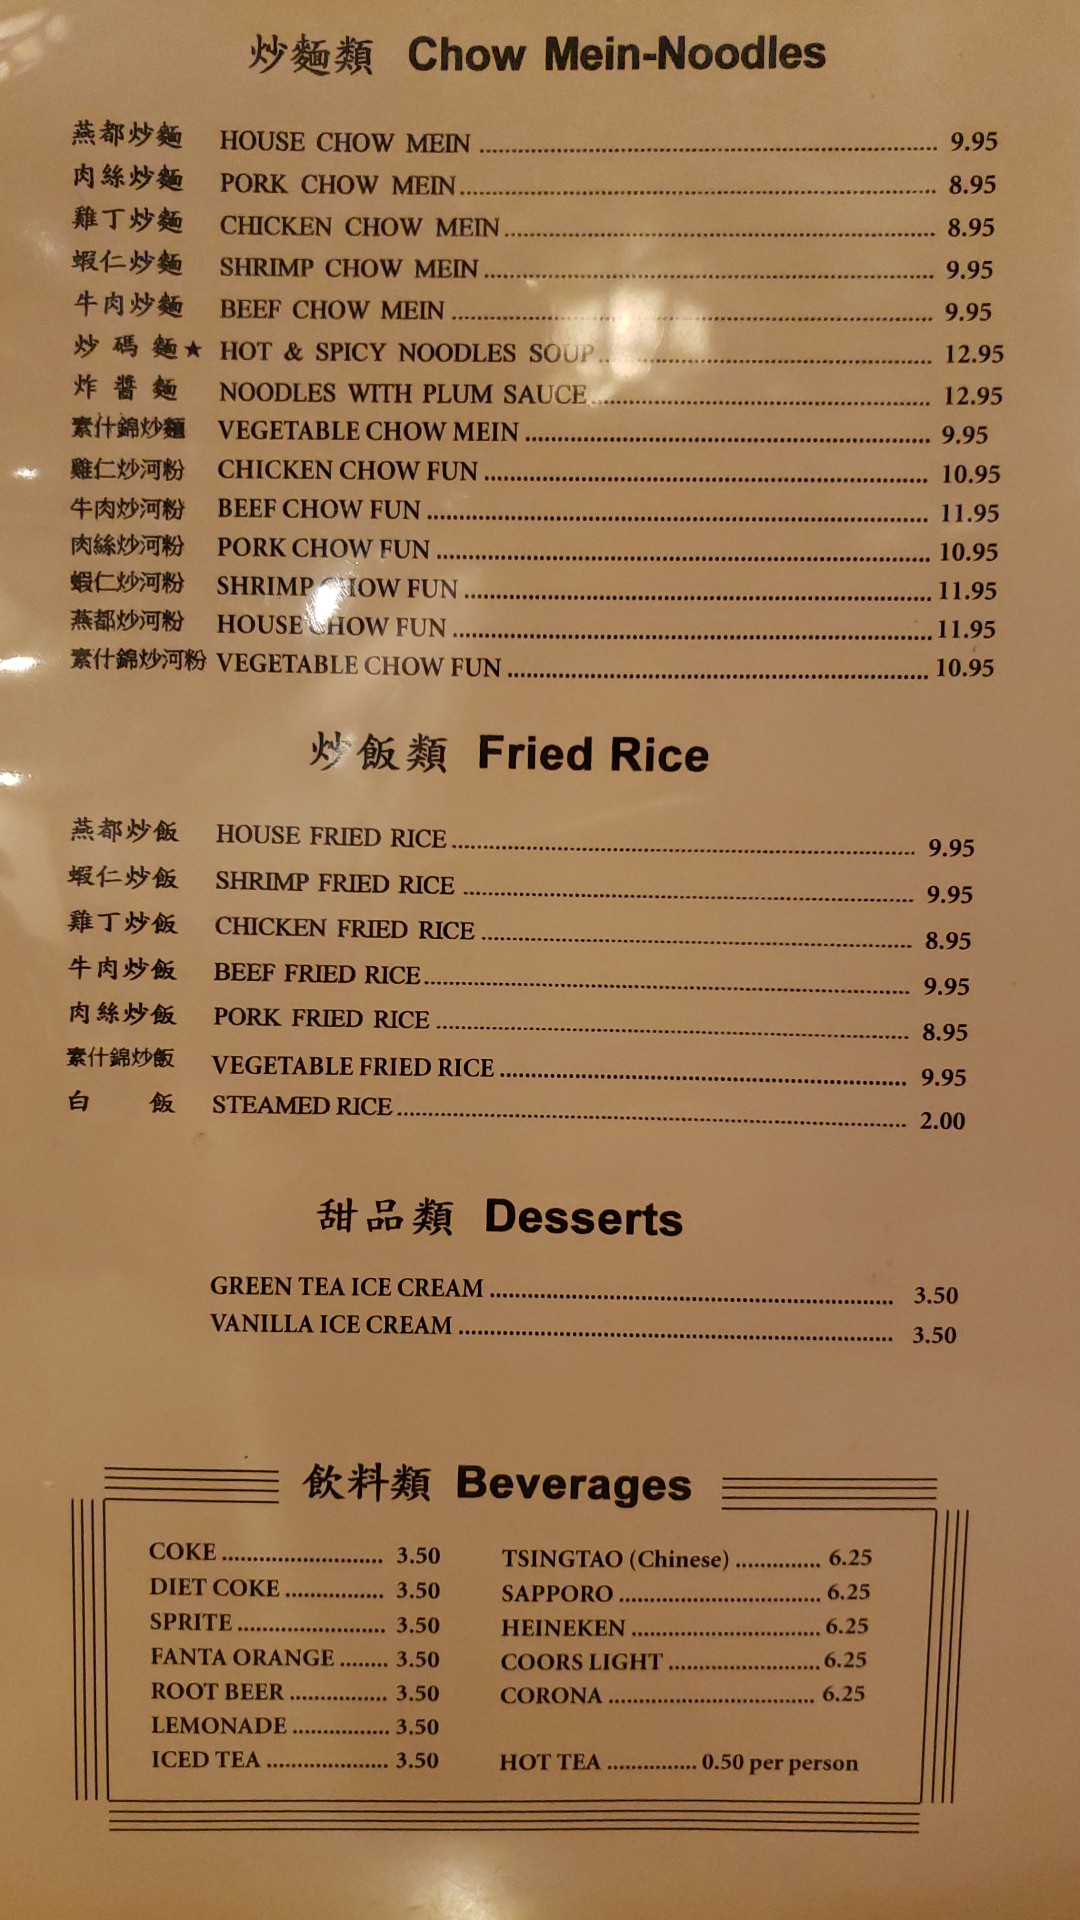 炒麵類 Chow Mein-Noodles
燕都炒麵 HOUSE CHOW MEIN 9.95
肉絲炒麵 PORK CHOW MEIN 8.95
雞丁炒麵 CHICKEN CHOW MEIN 8.95
蝦仁炒麵 SHRIMP CHOW MEIN 9.95
牛肉炒麵 BEEF CHOW MEIN 9.95
炒碼麵★ HOT & SPICY NOODLES SOUP 12.95
炸醬麵 NOODLES WITH PLUM SAUCE 12.95
素什錦炒麵 VEGETABLE CHOW MEIN 9.95
雞仁炒河粉 CHICKEN CHOW FUN 10.95
牛肉炒河粉 BEEF CHOW FUN 11.95
肉絲炒河粉 PORK CHOW FUN 10.95
蝦仁炒河粉 SHRIMP CHOW FUN 11.95
燕都炒河粉 HOUSE CHOW FUN 11.95
素什錦炒河粉 VEGETABLE CHOW FUN 10.95
炒飯類 Fried Rice
燕都炒飯 HOUSE FRIED RICE 9.95
蝦仁炒飯 SHRIMP FRIED RICE 9.95
雞丁炒飯 CHICKEN FRIED RICE 8.95
牛肉炒飯 BEEF FRIED RICE 9.95
肉絲炒飯 PORK FRIED RICE 8.95
素什錦炒飯 VEGETABLE FRIED RICE 9.95
白飯 STEAMED RICE 2.00
甜品類 Desserts
GREEN TEA ICE CREAM 3.50
VANILLA ICE CREAM 3.50
飲料類 Beverages
COKE 3.50
DIET COKE 3.50
SPRITE 3.50
FANTA ORANGE 3.50
ROOT BEER 3.50
LEMONADE 3.50
ICED TEA 3.50
TSINGTAO (Chinese) 6.25
SAPPORO 6.25
HEINEKEN 6.25
COORS LIGHT 6.25
CORONA 6.25
HOT TEA 0.50 per person